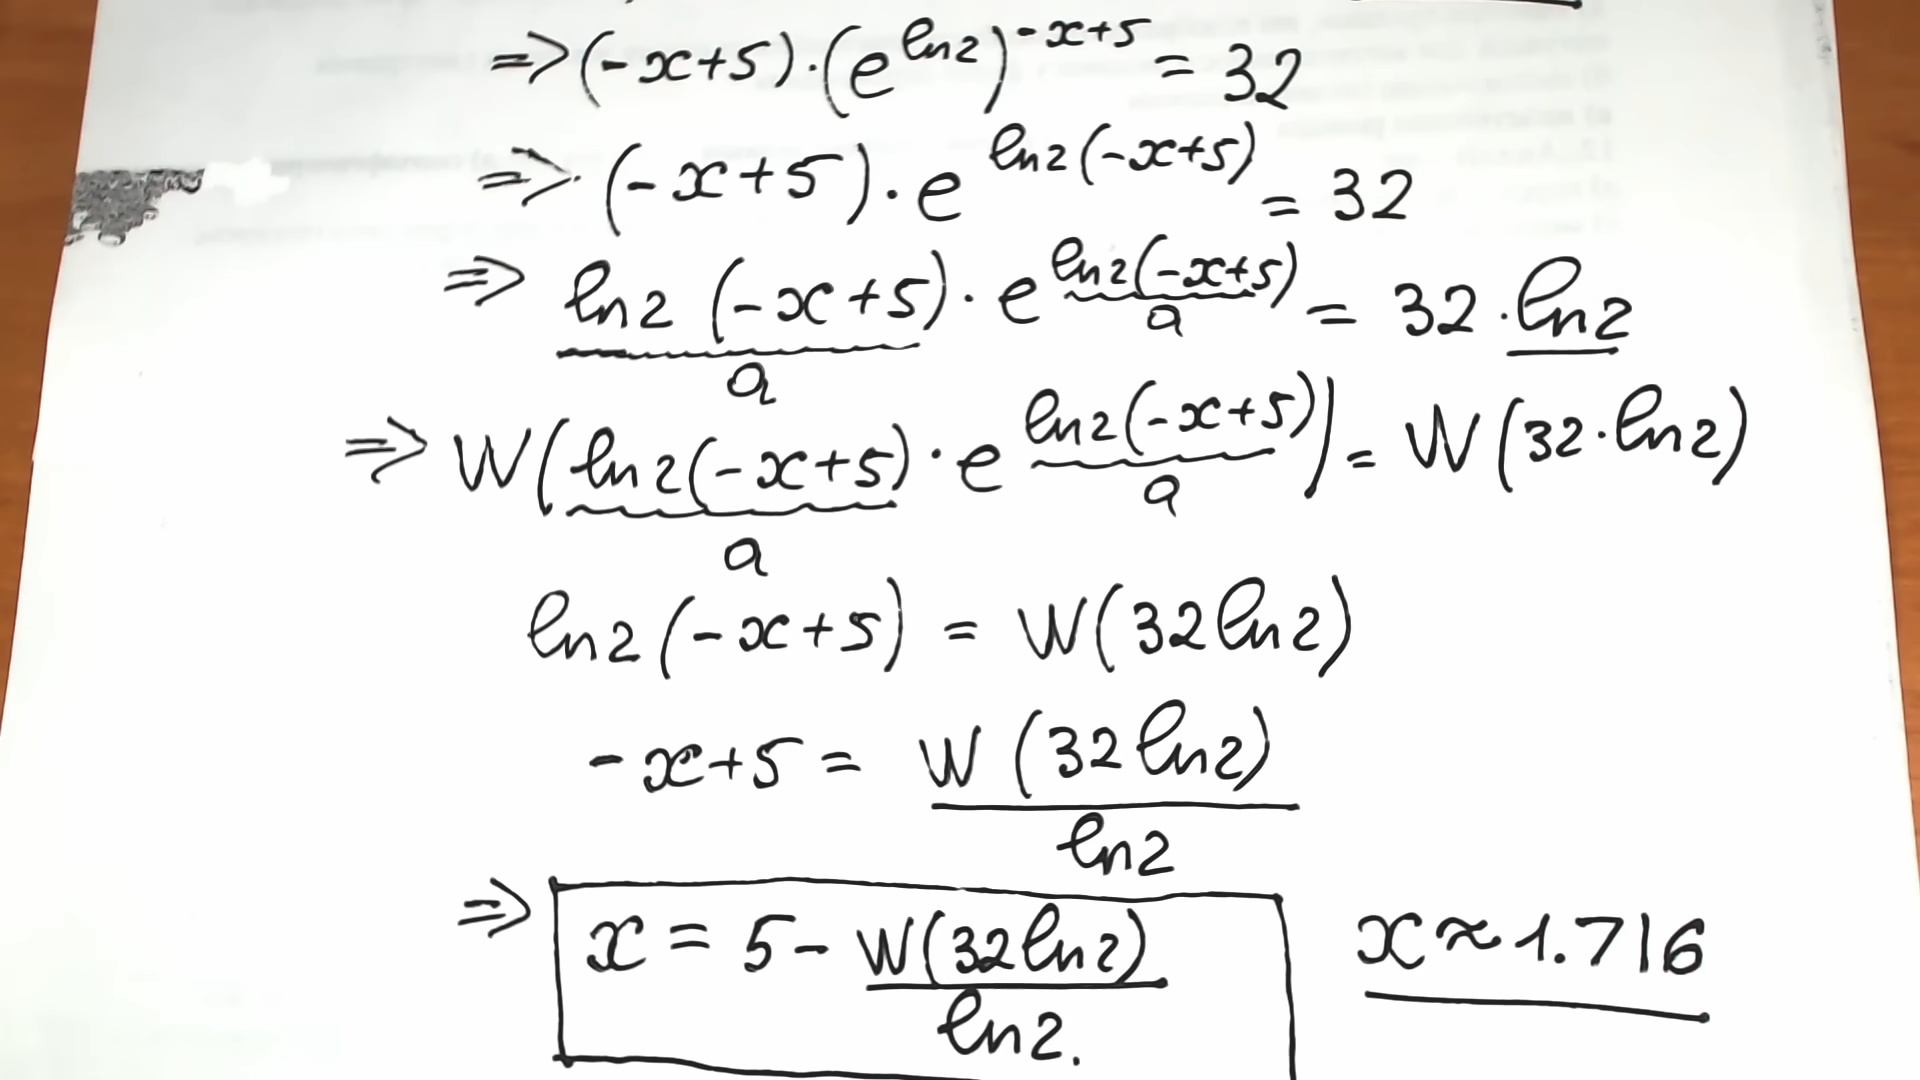 => (-x+5)·(e^{ln2})^{-x+5} = 32
=> (-x+5)·e^{ln2(-x+5)} = 32
=> ln2(-x+5)·e^{ln2(-x+5)} = 32·ln2
a a
=> W(ln2(-x+5)·e^{ln2(-x+5)}) = W(32·ln2)
a a
ln2(-x+5) = W(32ln2)
-x+5 = W(32ln2)
ln2
=> x = 5 - W(32ln2) x≈1.716
ln2.